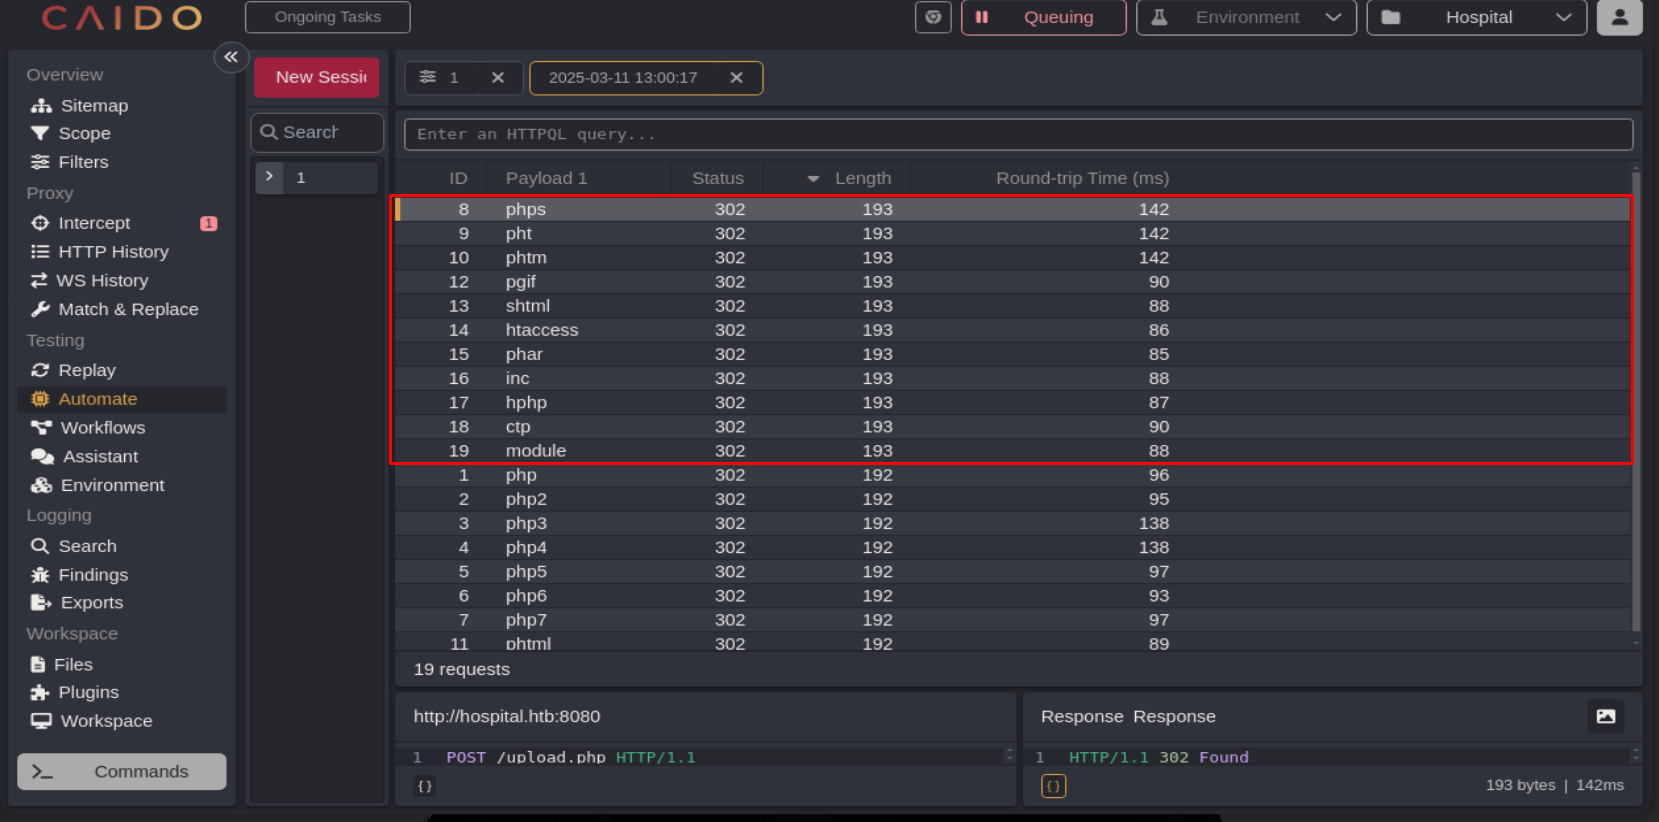 CAIDO
Ongoing Tasks
Queuing
Environment
Hospital
Overview
Sitemap
Scope
Filters
Proxy
Intercept 1
HTTP History
WS History
Match & Replace
Testing
Replay
Automate
Workflows
Assistant
Environment
Logging
Search
Findings
Exports
Workspace
Files
Plugins
Workspace
Commands
New Sessi
Search
1
1
2025-03-11 13:00:17
Enter an HTTPQL query...
ID Payload 1 Status Length Round-trip Time (ms)
8 phps 302 193 142
9 pht 302 193 142
10 phtm 302 193 142
12 pgif 302 193 90
13 shtml 302 193 88
14 htaccess 302 193 86
15 phar 302 193 85
16 inc 302 193 88
17 hphp 302 193 87
18 ctp 302 193 90
19 module 302 193 88
1 php 302 192 96
2 php2 302 192 95
3 php3 302 192 138
4 php4 302 192 138
5 php5 302 192 97
6 php6 302 192 93
7 php7 302 192 97
11 phtml 302 192 89
19 requests
http://hospital.htb:8080
1 POST /upload.php HTTP/1.1
{}
Response Response
1 HTTP/1.1 302 Found
{}
193 bytes | 142ms